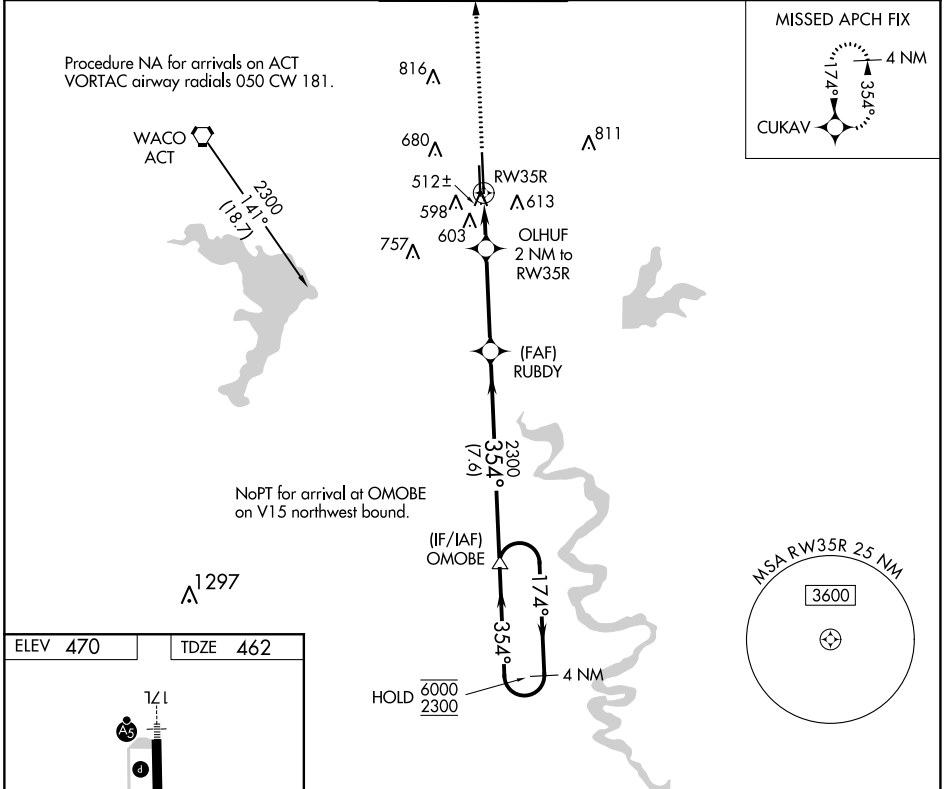 Procedure NA for arrivals on ACT
VORTAC airway radials 050 CW 181.
MISSED APCH FIX
4 NM
174°
354°
CUKAV
816
WACO
ACT
680
811
2300
141°
(18.7)
512±
RW35R
598
613
603
757
OLHUF
2 NM to
RW35R
(FAF)
RUBDY
2300
354°
(7.6)
NoPT for arrival at OMOBE
on V15 northwest bound.
(IF/IAF)
OMOBE
174°
354°
4 NM
HOLD 6000
2300
1297
MSA RW35R 25 NM
3600
ELEV 470
TDZE 462
17L
A5
P